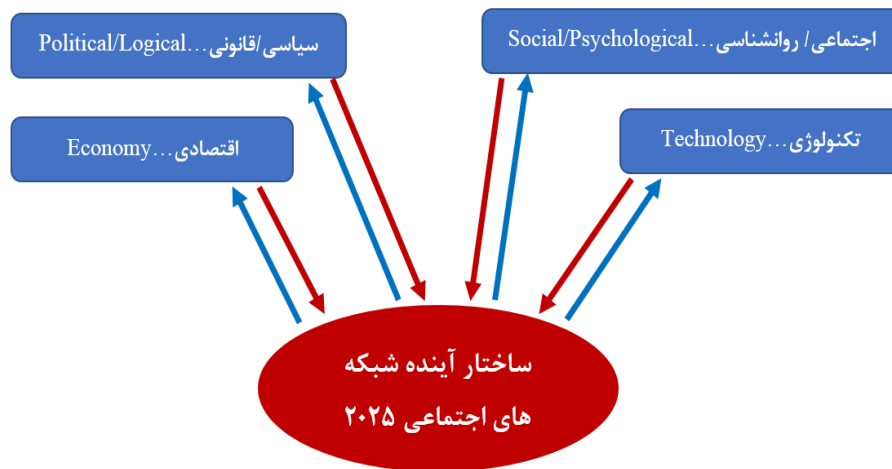 سیاسی/قانونی...Political/Logical
اجتماعی/ روانشناسی...Social/Psychological
اقتصادی...Economy
تکنولوژی...Technology
ساختار آینده شبکه
های اجتماعی ۲۰۲۵